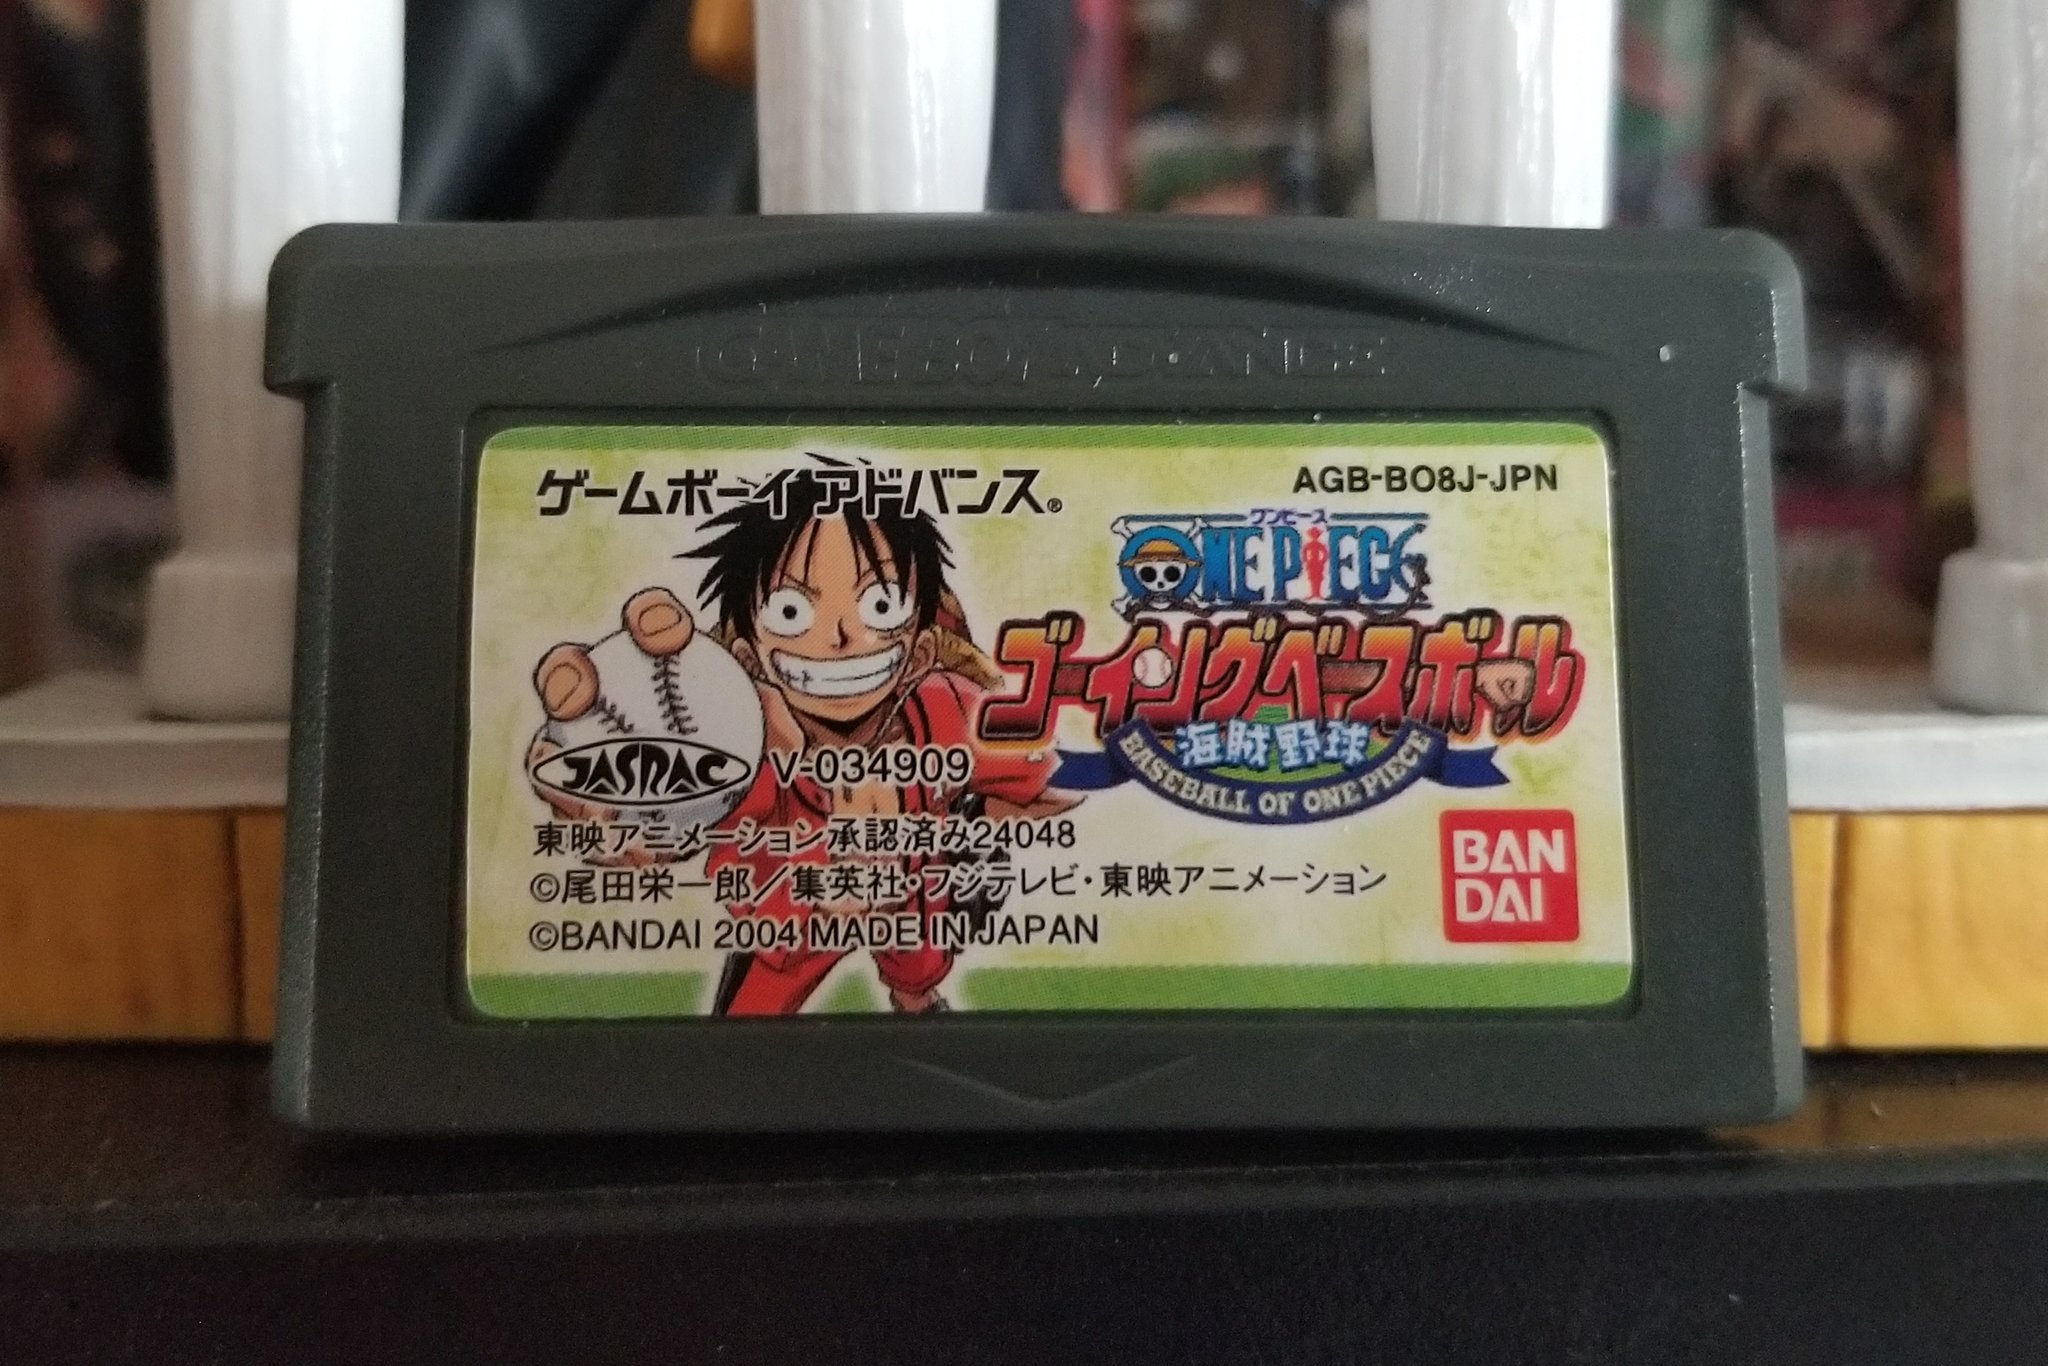 GAME BOY ADVANCE
ゲームボーイ アドバンス®
AGB-BO8J-JPN
ワンピース
ONE PIECE
ゴーイングベースボール
海賊野球
BASEBALL OF ONE PIECE
JASRAC V-034909
東映アニメーション承認済み24048
©尾田栄一郎／集英社・フジテレビ・東映アニメーション
©BANDAI 2004 MADE IN JAPAN
BAN
DAI